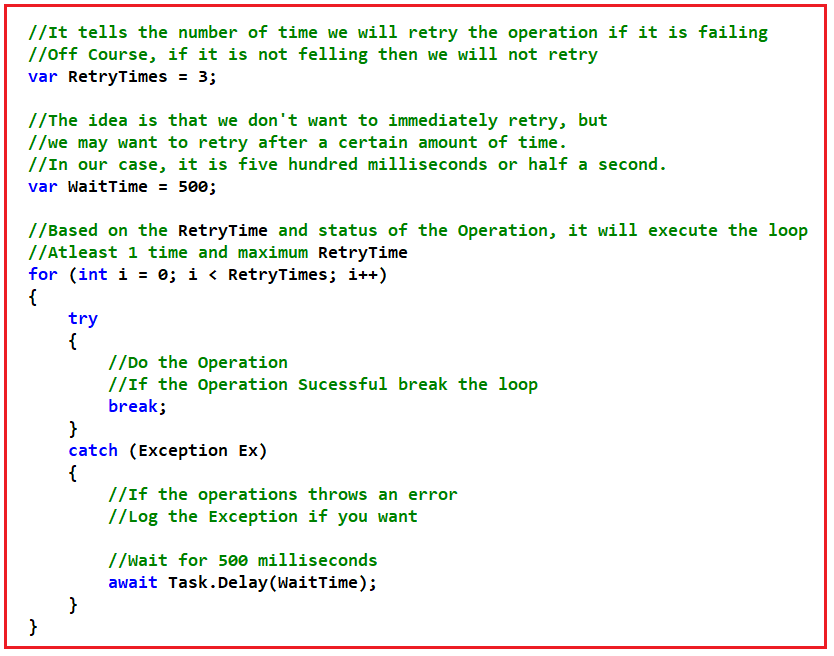 //It tells the number of time we will retry the operation if it is failing
//Off Course, if it is not felling then we will not retry
var RetryTimes = 3;
//The idea is that we don't want to immediately retry, but
//we may want to retry after a certain amount of time.
//In our case, it is five hundred milliseconds or half a second.
var WaitTime = 500;
//Based on the RetryTime and status of the Operation, it will execute the loop
//Atleast 1 time and maximum RetryTime
for (int i = 0; i < RetryTimes; i++)
{
    try
    {
        //Do the Operation
        //If the Operation Sucessful break the loop
        break;
    }
    catch (Exception Ex)
    {
        //If the operations throws an error
        //Log the Exception if you want
        //Wait for 500 milliseconds
        await Task.Delay(WaitTime);
    }
}